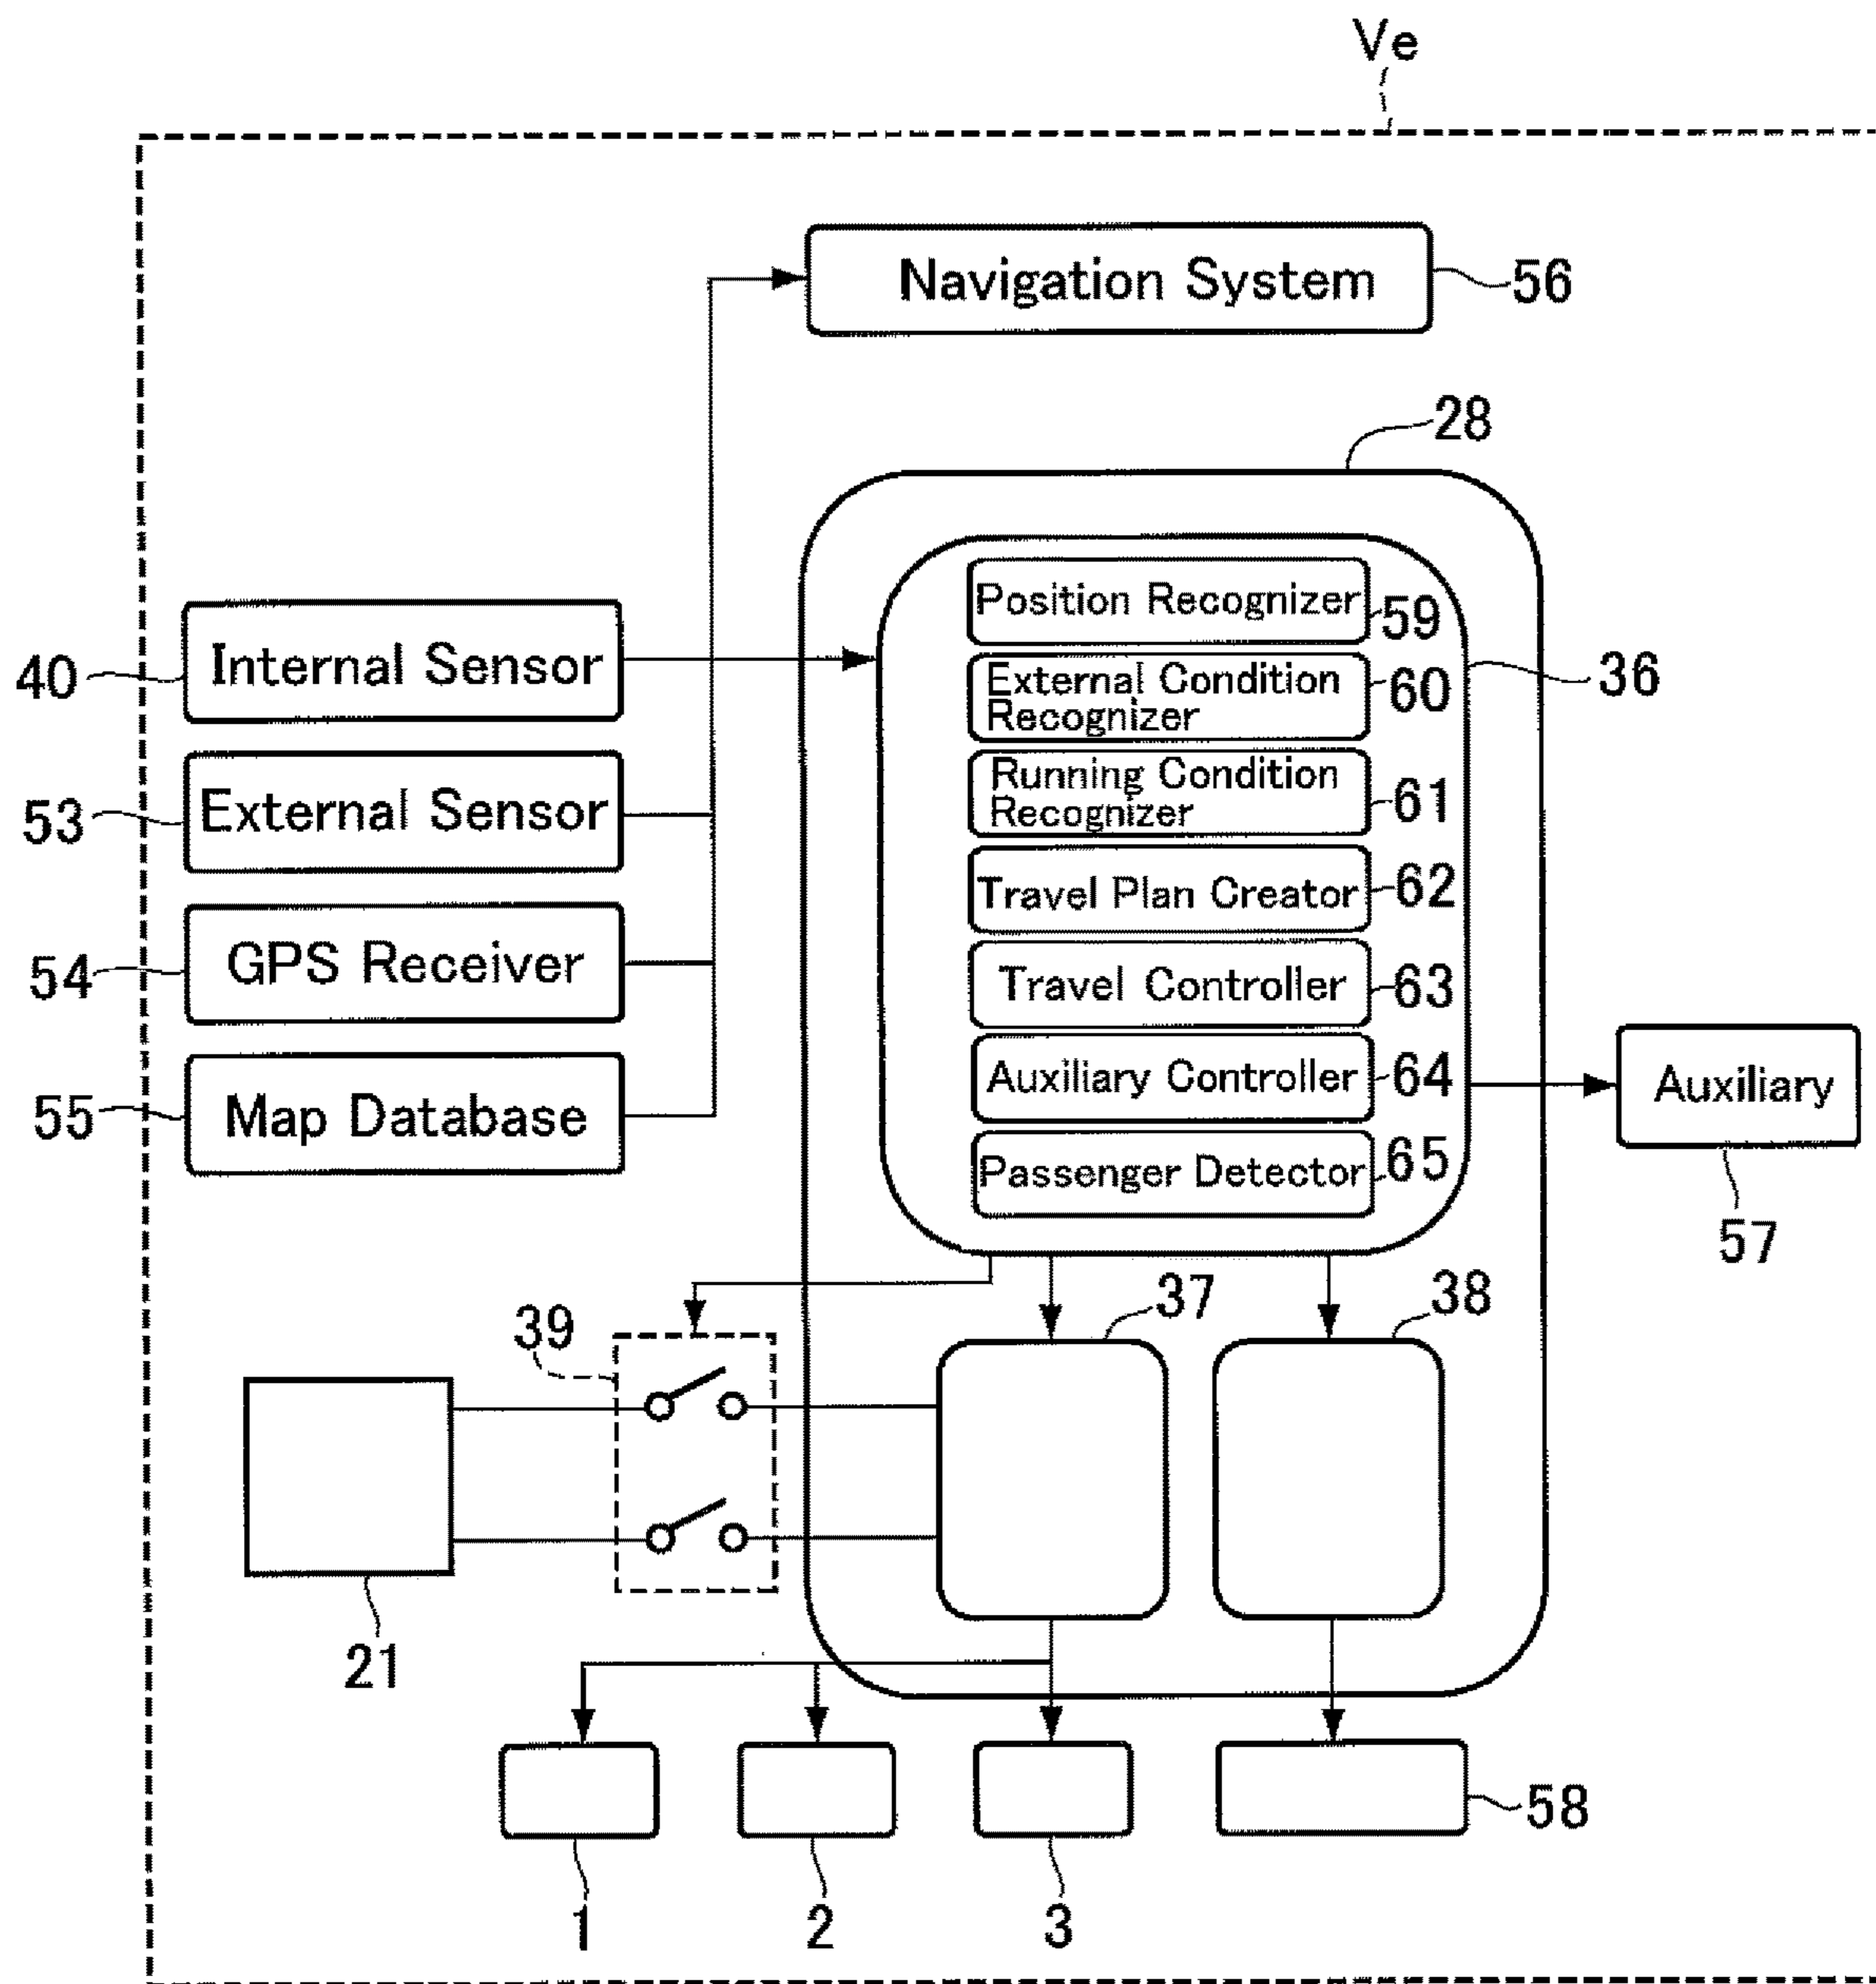 Ve
Navigation System
56
28
Position Recognizer
59
40
Internal Sensor
External Condition
Recognizer
60
36
53
External Sensor
Running Condition
Recognizer
61
Travel Plan Creator
62
54
GPS Receiver
Travel Controller
63
55
Map Database
Auxiliary Controller
64
Auxiliary
Passenger Detector
65
57
39
37
38
21
58
1
2
3